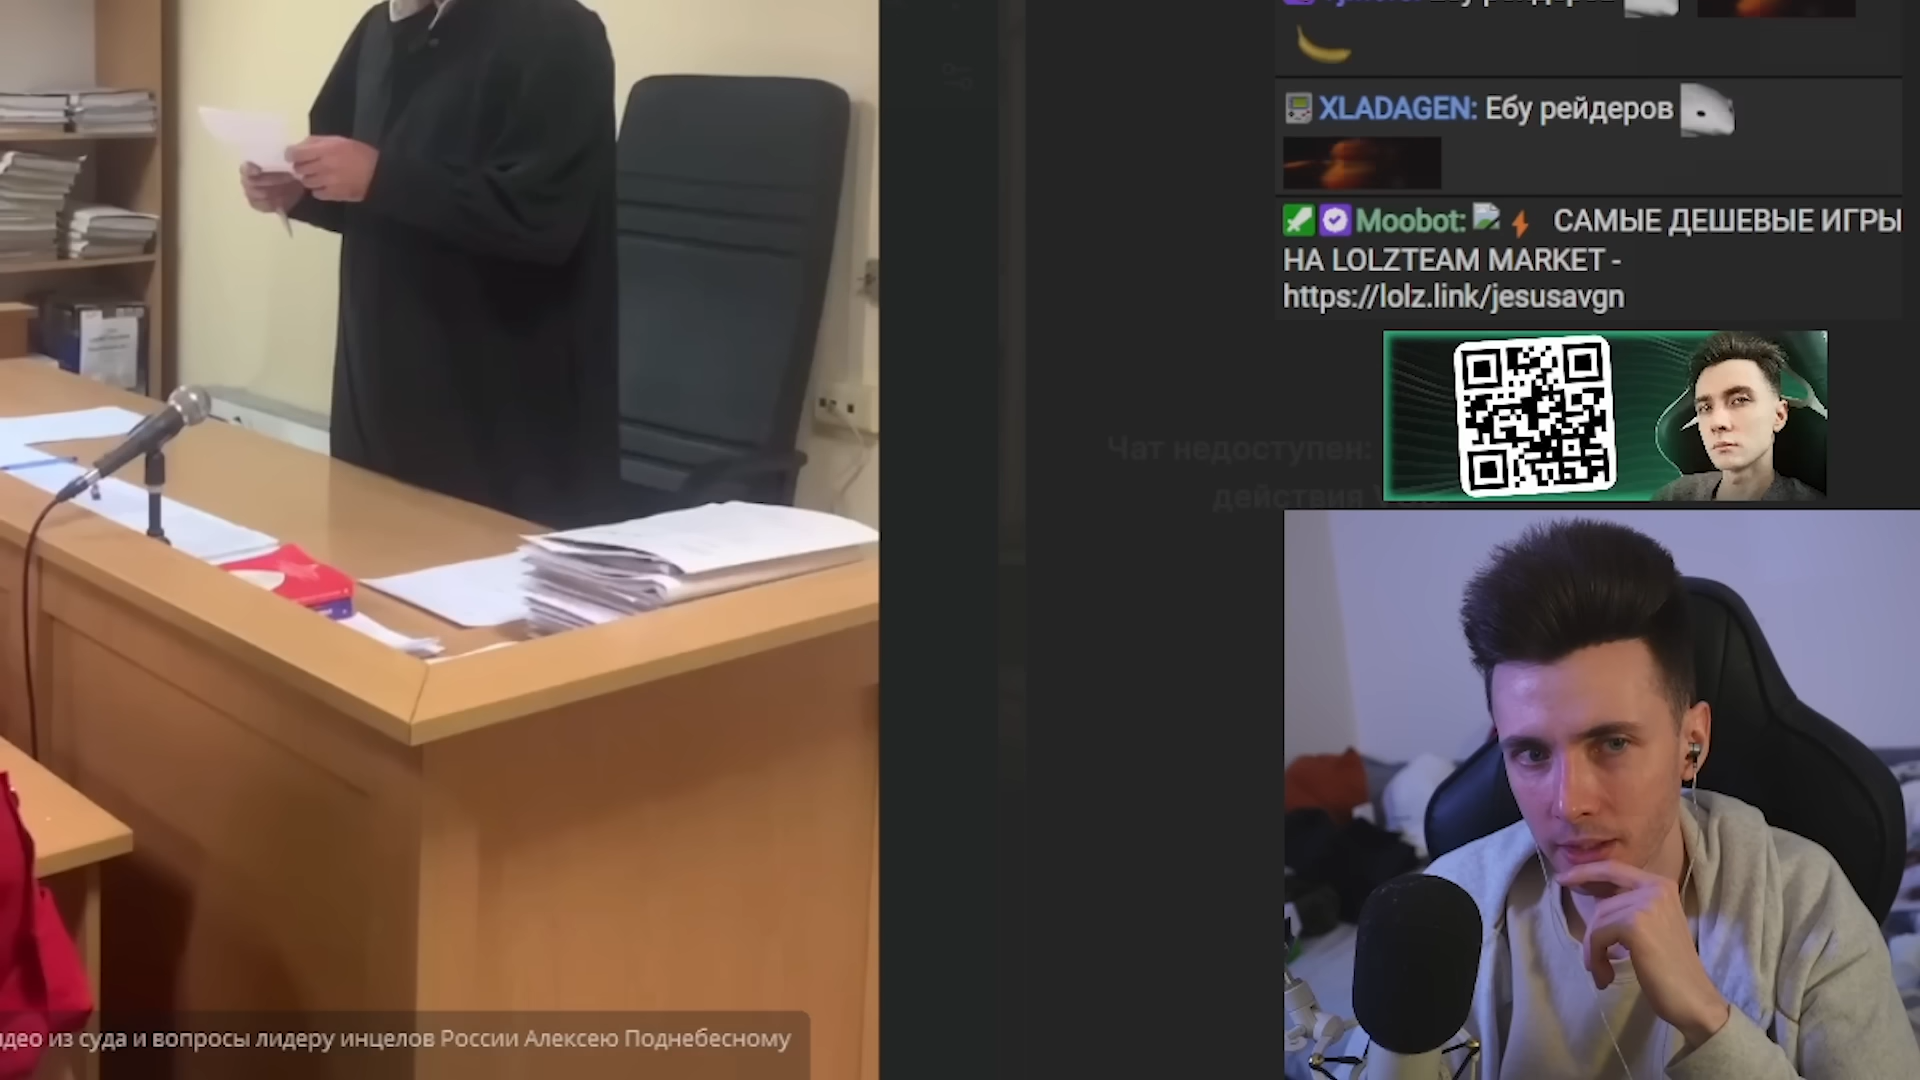 XLADAGEN: Ебу рейдеров
Moobot: САМЫЕ ДЕШЕВЫЕ ИГРЫ
НА LOLZTEAM MARKET -
https://lolz.link/jesusavgn
Чат недоступен:
действия
део из суда и вопросы лидеру инцелов России Алексею Поднебесному